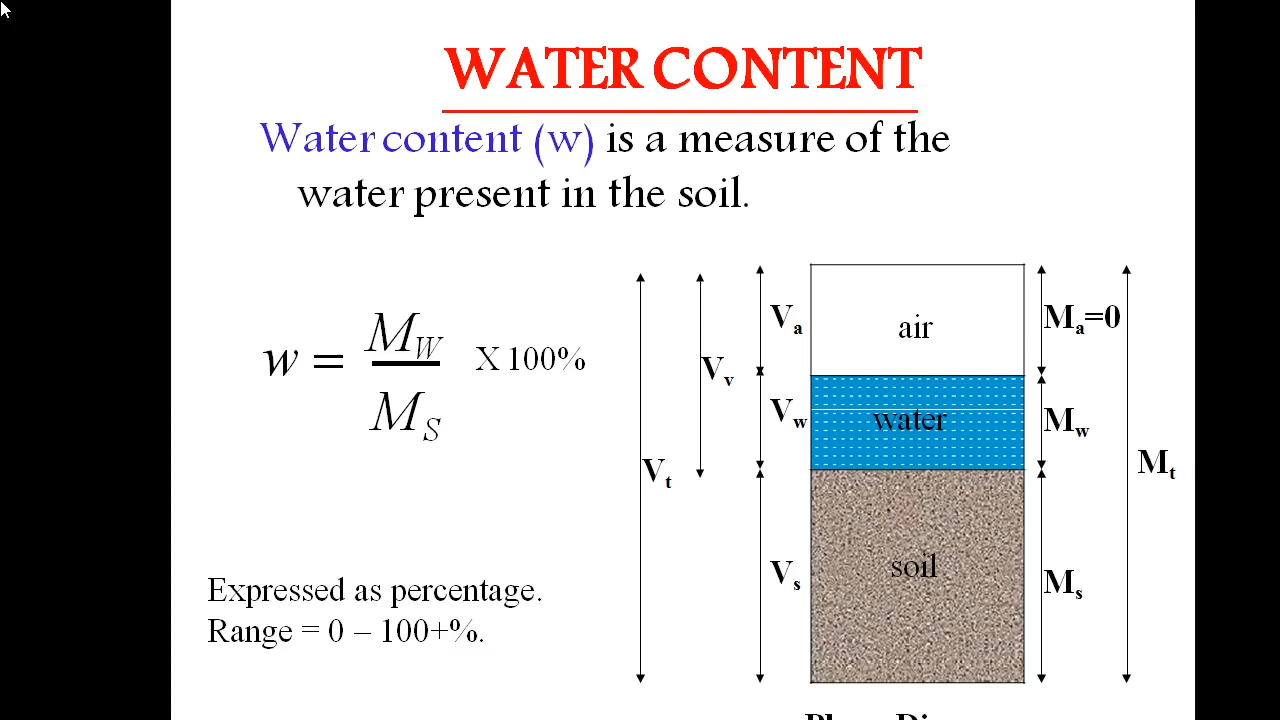 WATER CONTENT
Water content (w) is a measure of the
water present in the soil.
w = M_W / M_S X 100%
Expressed as percentage.
Range = 0 – 100+%.
V_t
V_v
V_a
V_w
V_s
air
water
soil
M_a=0
M_w
M_s
M_t